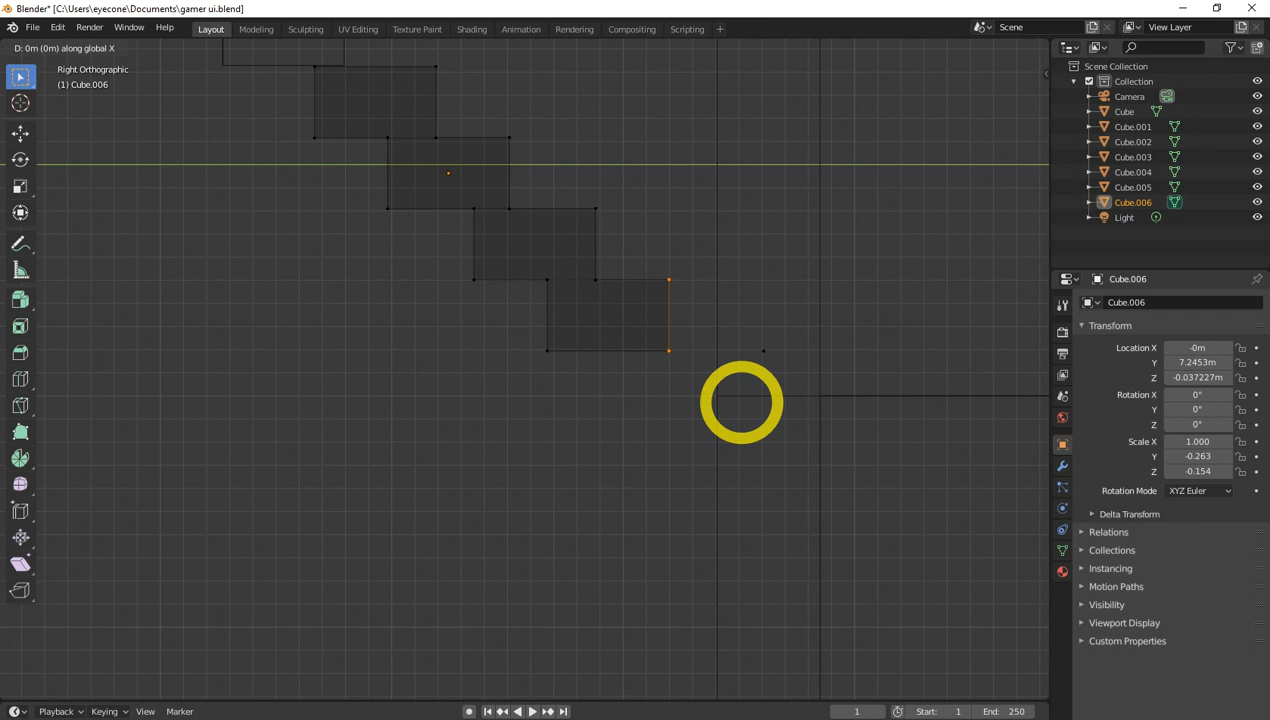 Blender* [C:\Users\eyecone\Documents\gamer ui.blend]
File Edit Render Window Help
Layout Modeling Sculpting UV Editing Texture Paint Shading Animation Rendering Compositing Scripting +
Scene
View Layer
D: 0m (0m) along global X
Right Orthographic
(1) Cube.006
Scene Collection
Collection
Camera
Cube
Cube.001
Cube.002
Cube.003
Cube.004
Cube.005
Cube.006
Light
Cube.006
Cube.006
Transform
Location X -0m
Y 7.2453m
Z -0.037227m
Rotation X 0°
Y 0°
Z 0°
Scale X 1.000
Y -0.263
Z -0.154
Rotation Mode XYZ Euler
Delta Transform
Relations
Collections
Instancing
Motion Paths
Visibility
Viewport Display
Custom Properties
Playback Keying View Marker
1
Start: 1
End: 250